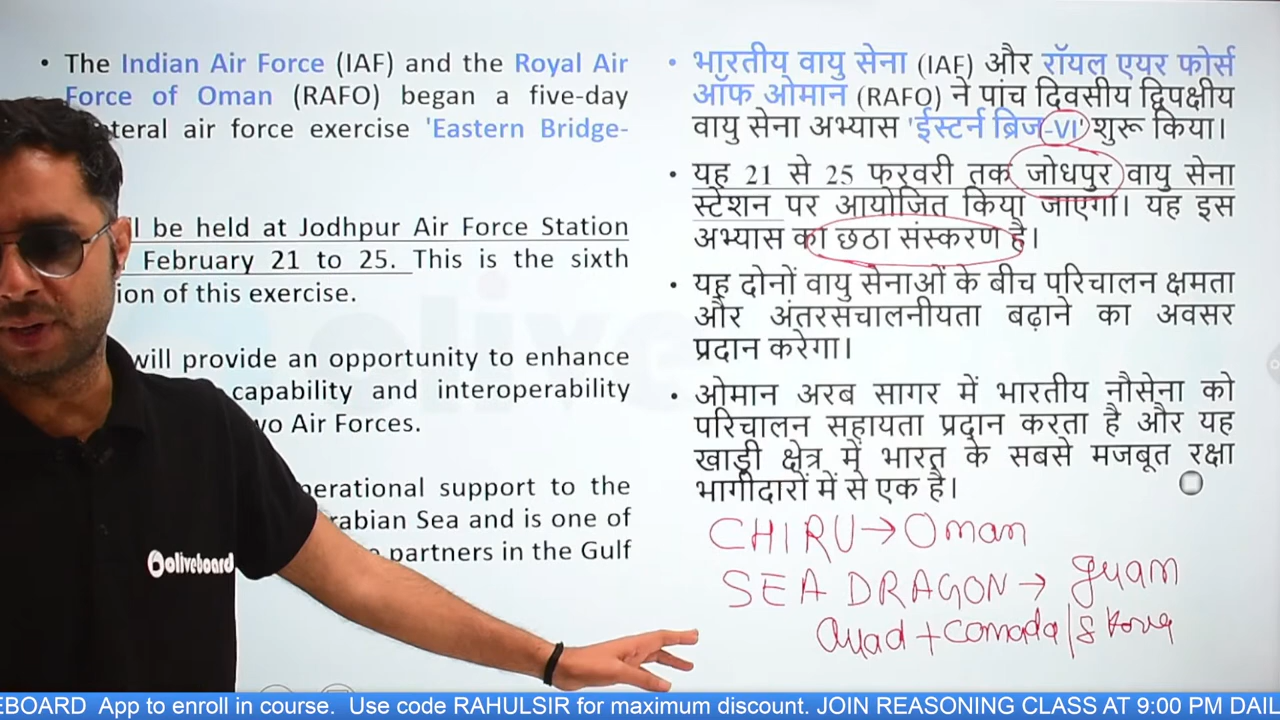 • The Indian Air Force (IAF) and the Royal Air
Force of Oman (RAFO) began a five-day
teral air force exercise 'Eastern Bridge-
l be held at Jodhpur Air Force Station
February 21 to 25. This is the sixth
ion of this exercise.
will provide an opportunity to enhance
capability and interoperability
wo Air Forces.
perational support to the
rabian Sea and is one of
partners in the Gulf
• भारतीय वायु सेना (IAF) और रॉयल एयर फोर्स
ऑफ ओमान (RAFO) ने पांच दिवसीय द्विपक्षीय
वायु सेना अभ्यास 'ईस्टर्न ब्रिज-VI' शुरू किया।
• यह 21 से 25 फरवरी तक जोधपुर वायु सेना
स्टेशन पर आयोजित किया जाएगा। यह इस
अभ्यास का छठा संस्करण है।
• यह दोनों वायु सेनाओं के बीच परिचालन क्षमता
और अंतरसंचालनीयता बढ़ाने का अवसर
प्रदान करेगा।
• ओमान अरब सागर में भारतीय नौसेना को
परिचालन सहायता प्रदान करता है और यह
खाड़ी क्षेत्र में भारत के सबसे मजबूत रक्षा
भागीदारों में से एक है।
CHIRU → Oman
SEA DRAGON → guam
Quad + Canada / S Korea
oliveboard
EBOARD App to enroll in course. Use code RAHULSIR for maximum discount. JOIN REASONING CLASS AT 9:00 PM DAIL